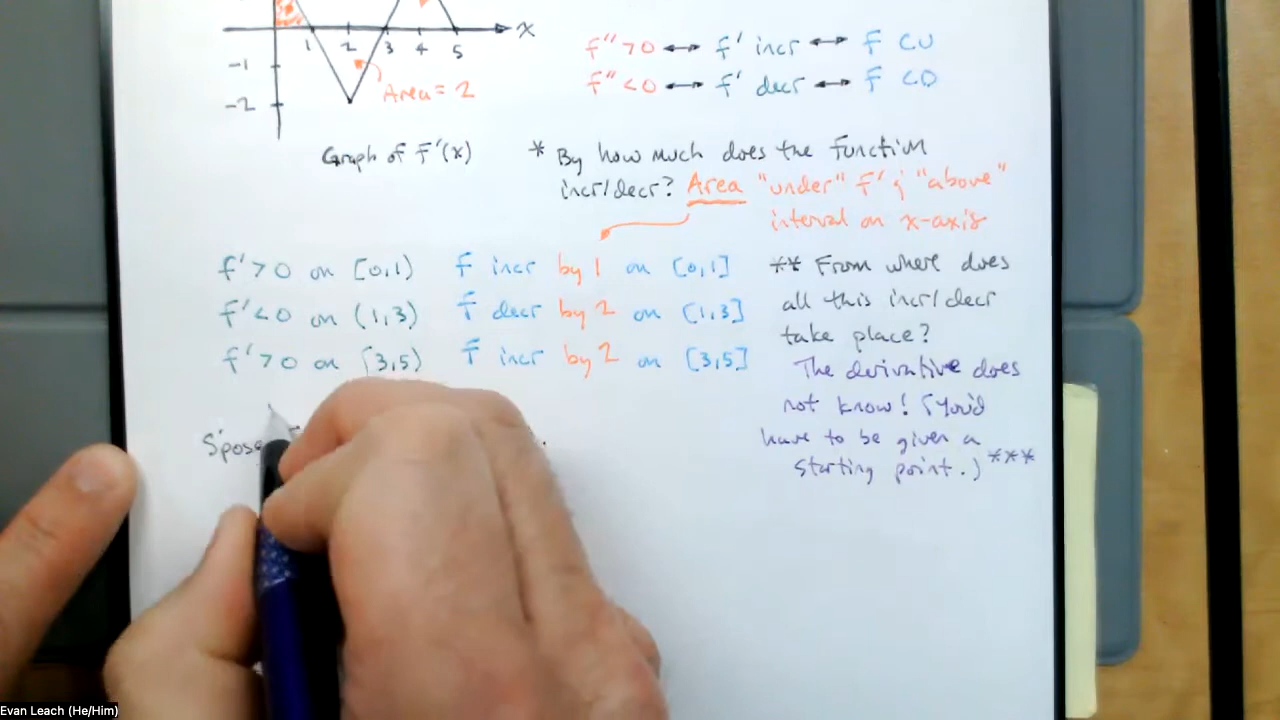 x
1 2 3 4 5
-1
-2
Area = 2
Graph of f'(x)
f'' > 0 ↔ f' incr ↔ f CU
f'' < 0 ↔ f' decr ↔ f CD
* By how much does the function
incr/decr? Area "under" f' & "above"
interval on x-axis
f' > 0 on [0,1) f incr by 1 on [0,1]
f' < 0 on (1,3) f decr by 2 on [1,3]
f' > 0 on (3,5) f incr by 2 on [3,5]
** From where does
all this incr/decr
take place?
The derivative does
not know! (You'd
have to be given a
starting point.) ***
S'pose
Evan Leach (He/Him)